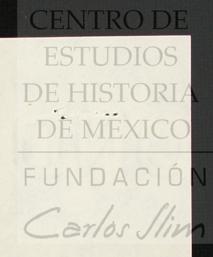 CENTRO DE
ESTUDIOS
DE HISTORIA
DE MÉXICO
FUNDACIÓN
Carlos Slim